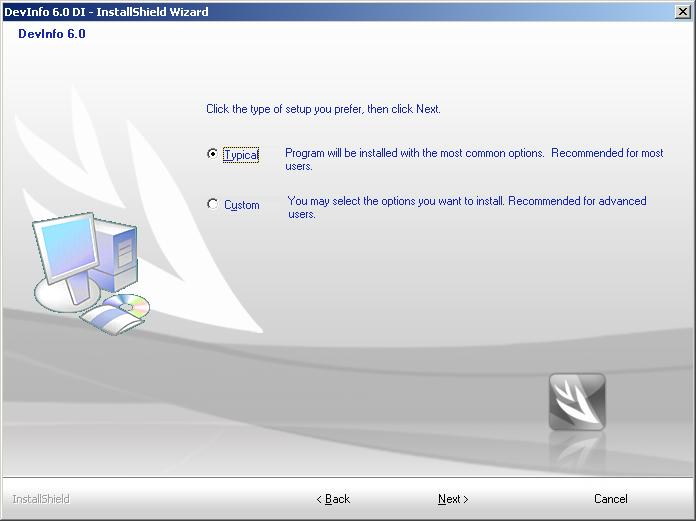 DevInfo 6.0 DI - InstallShield Wizard
DevInfo 6.0
Click the type of setup you prefer, then click Next.
Typical
Program will be installed with the most common options. Recommended for most
users.
Custom
You may select the options you want to install. Recommended for advanced
users.
InstallShield
< Back
Next >
Cancel